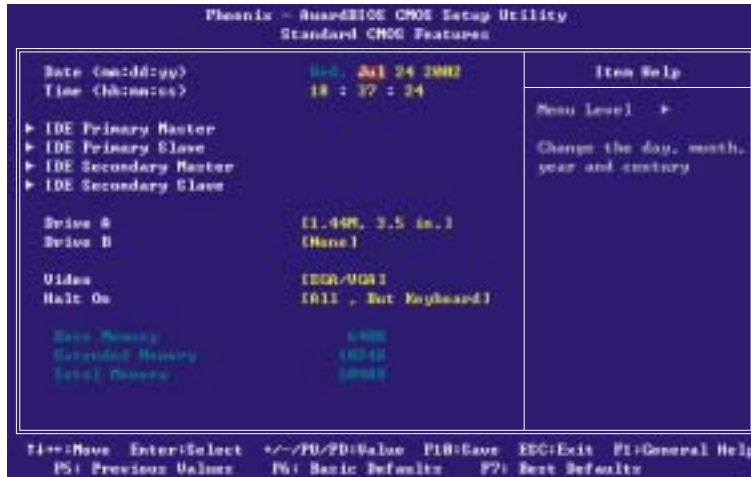 Phoenix - AwardBIOS CMOS Setup Utility
Standard CMOS Features
Date (mm:dd:yy) Wed, Jul 24 2002
Time (hh:mm:ss) 18 : 37 : 24
▶ IDE Primary Master
▶ IDE Primary Slave
▶ IDE Secondary Master
▶ IDE Secondary Slave
Drive A [1.44M, 3.5 in.]
Drive B [None]
Video [EGA/VGA]
Halt On [All , But Keyboard]
Base Memory 640K
Extended Memory
Total Memory
Item Help
Menu Level ▶
Change the day, month,
year and century
↑↓→←:Move Enter:Select +/-/PU/PD:Value F10:Save ESC:Exit F1:General Help
F5: Previous Values F6: Basic Defaults F7: Best Defaults